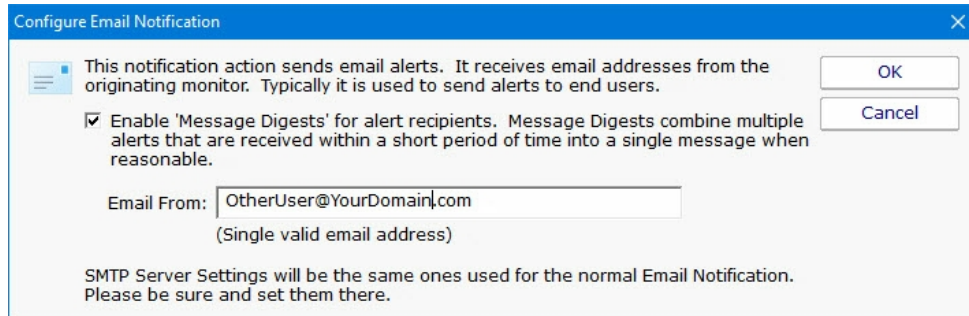 Configure Email Notification
This notification action sends email alerts.  It receives email addresses from the
originating monitor.  Typically it is used to send alerts to end users.
OK
Cancel
Enable 'Message Digests' for alert recipients.  Message Digests combine multiple
alerts that are received within a short period of time into a single message when
reasonable.
Email From: OtherUser@YourDomain.com
(Single valid email address)
SMTP Server Settings will be the same ones used for the normal Email Notification.
Please be sure and set them there.